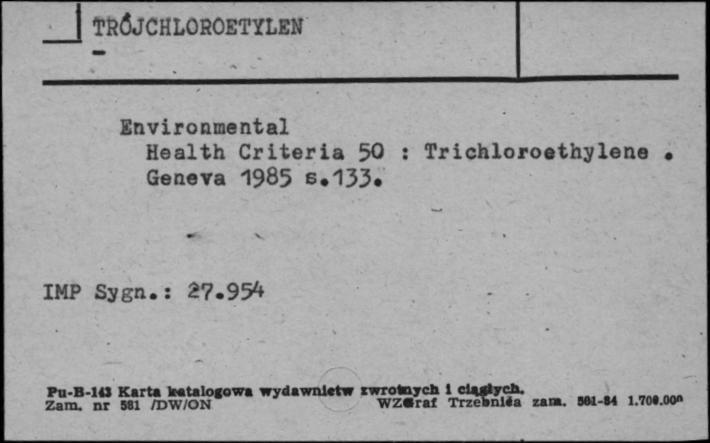 TRÓJCHLOROETYLEN
Environmental
Health Criteria 50 : Trichloroethylene .
Geneva 1985 s.133.
IMP Sygn.: 27.954
Pu-B-143 Karta katalogowa wydawnictw zwrotnych i ciągłych.
Zam. nr 581 /DW/ON WZGraf Trzebnica zam. 581-84 1.700.000